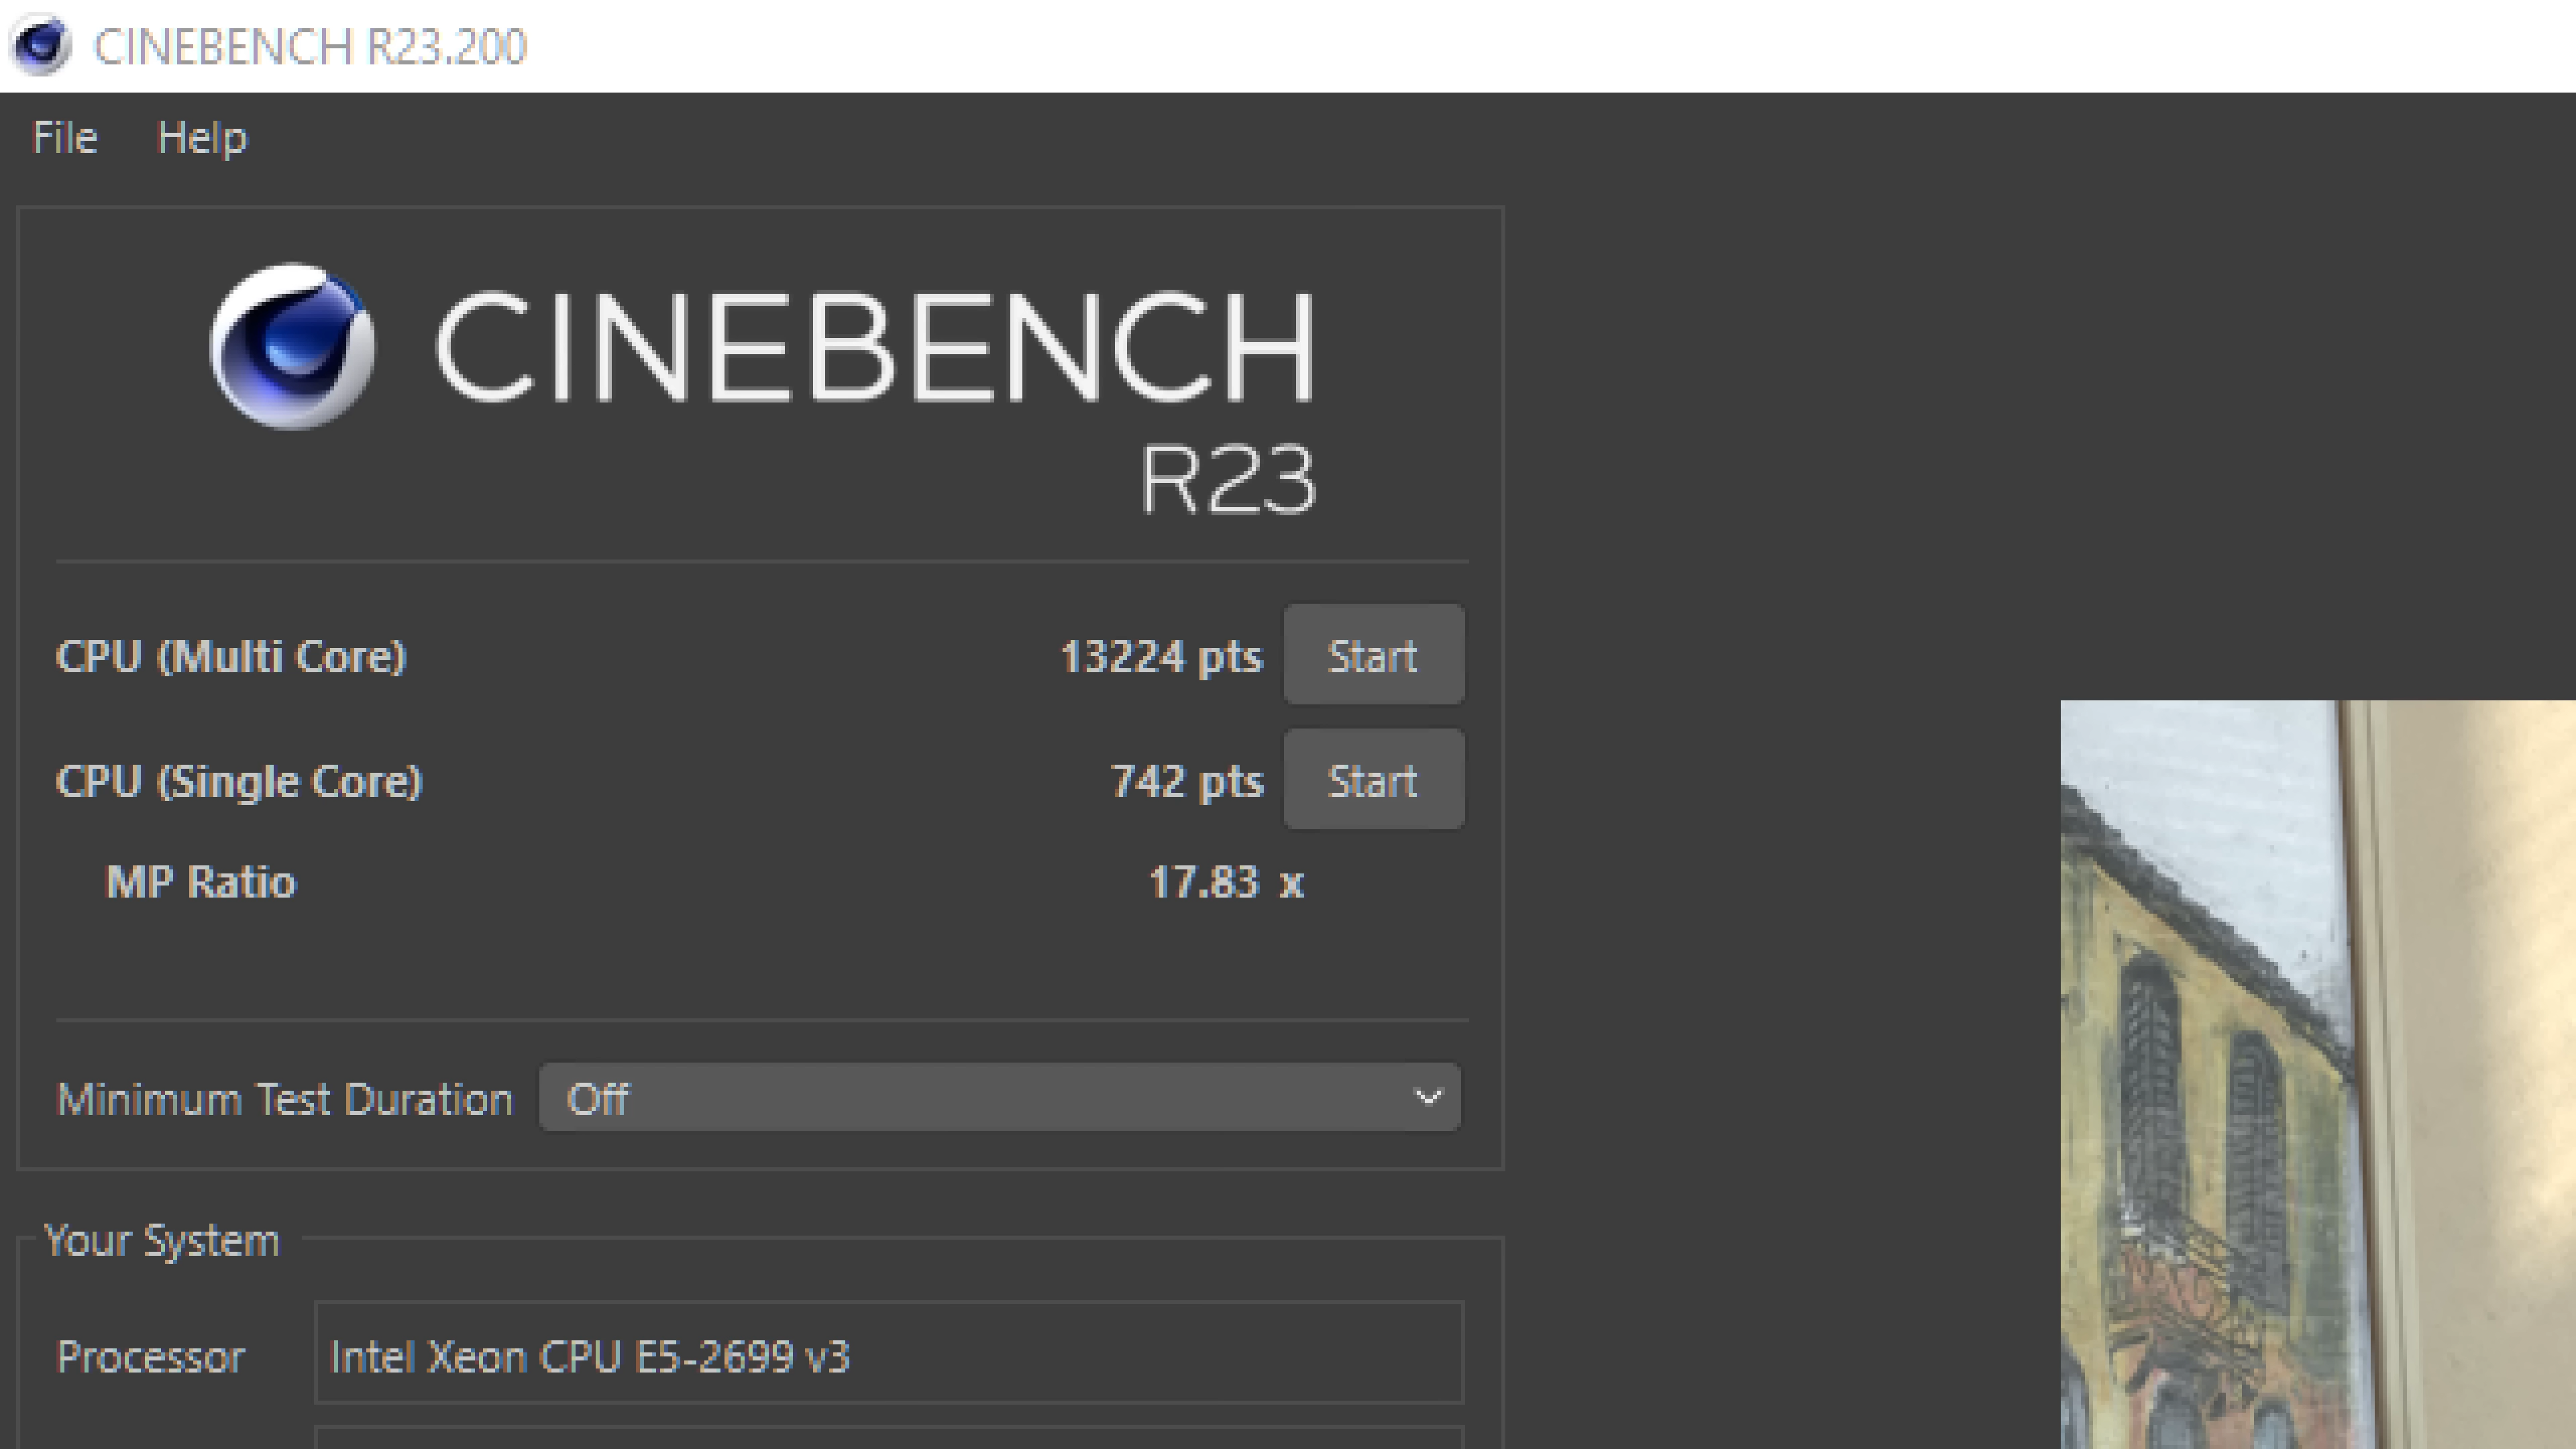 CINEBENCH R23.200
File Help
CINEBENCH
R23
CPU (Multi Core) 13224 pts Start
CPU (Single Core) 742 pts Start
MP Ratio 17.83 x
Minimum Test Duration Off
Your System
Processor Intel Xeon CPU E5-2699 v3